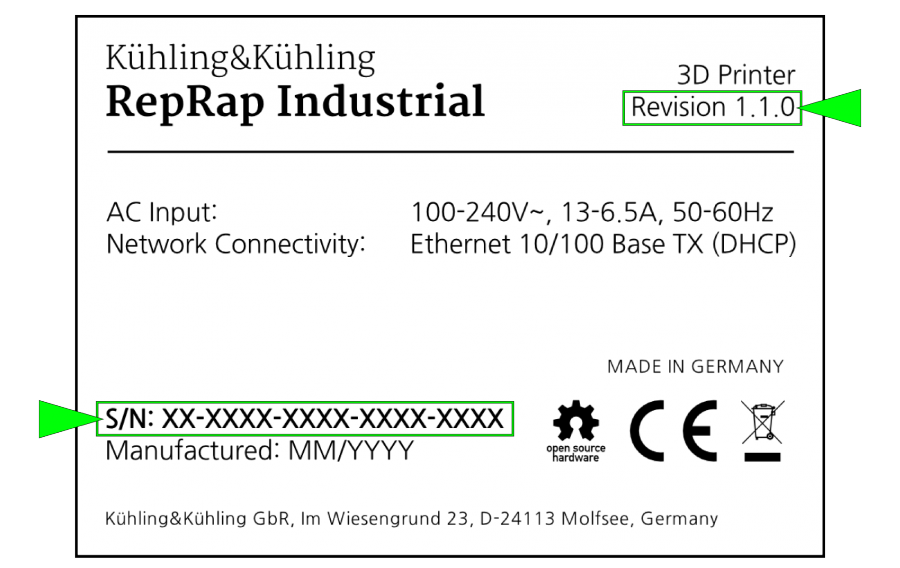 Kühling&Kühling
RepRap Industrial
3D Printer
Revision 1.1.0
AC Input: 100-240V~, 13-6.5A, 50-60Hz
Network Connectivity: Ethernet 10/100 Base TX (DHCP)
MADE IN GERMANY
S/N: XX-XXXX-XXXX-XXXX-XXXX
Manufactured: MM/YYYY
open source
hardware
CE
Kühling&Kühling GbR, Im Wiesengrund 23, D-24113 Molfsee, Germany